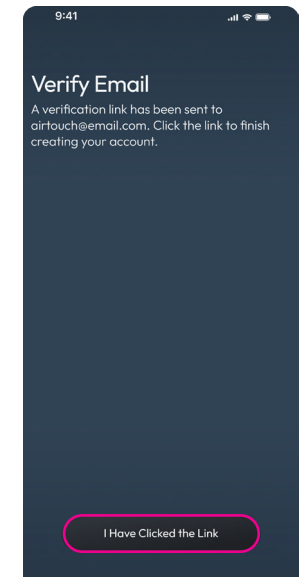 9:41
Verify Email
A verification link has been sent to
airtouch@email.com. Click the link to finish
creating your account.
I Have Clicked the Link